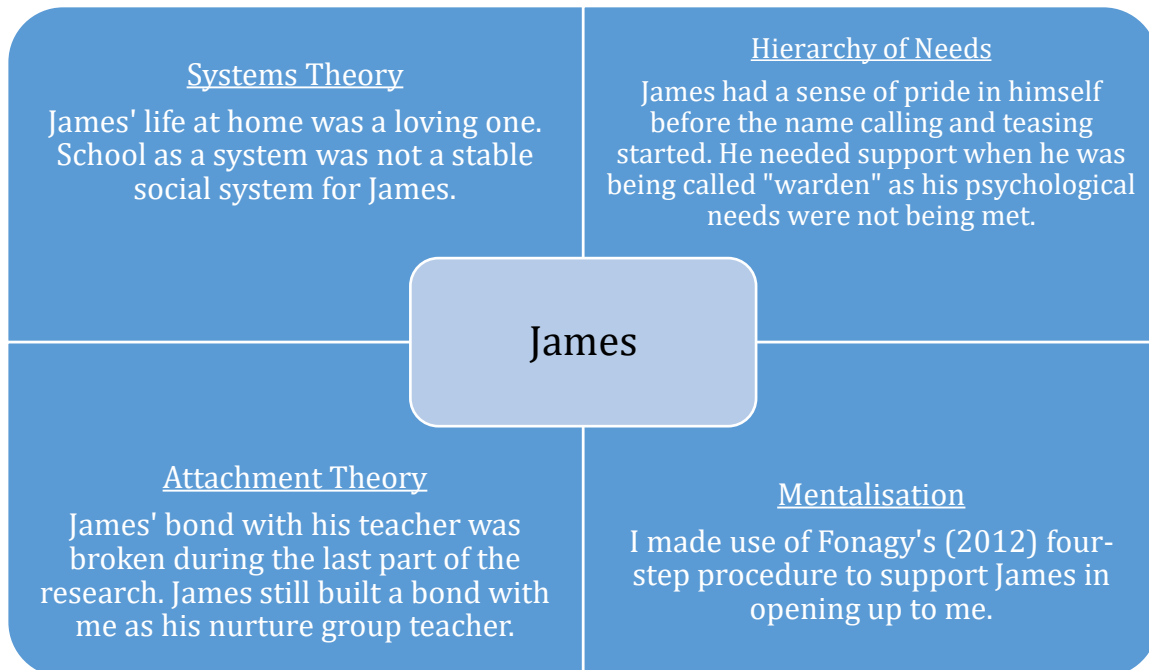 Systems Theory
James' life at home was a loving one.
School as a system was not a stable
social system for James.
Hierarchy of Needs
James had a sense of pride in himself
before the name calling and teasing
started. He needed support when he was
being called "warden" as his psychological
needs were not being met.
James
Attachment Theory
James' bond with his teacher was
broken during the last part of the
research. James still built a bond with
me as his nurture group teacher.
Mentalisation
I made use of Fonagy's (2012) four-
step procedure to support James in
opening up to me.